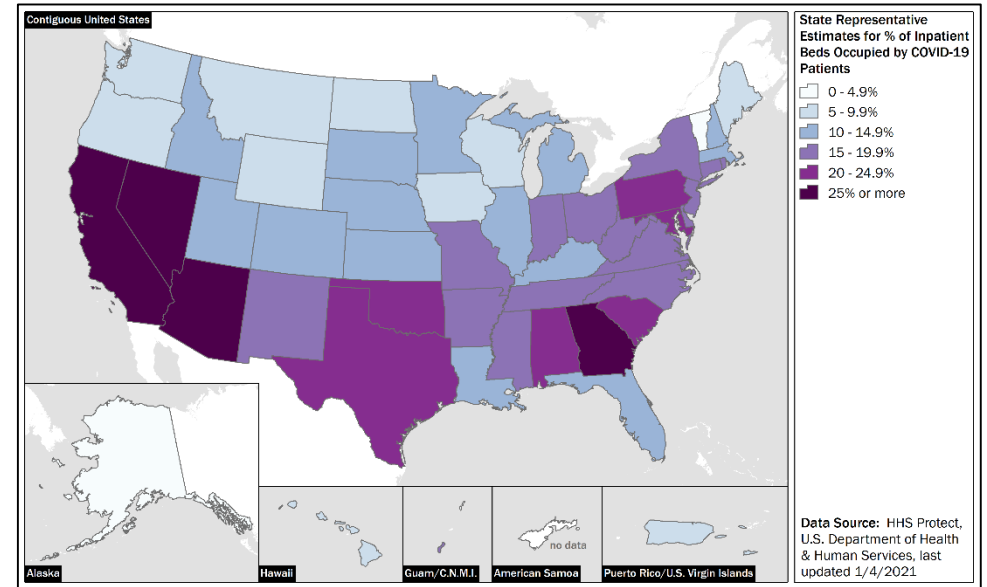 Contiguous United States
State Representative
Estimates for % of Inpatient
Beds Occupied by COVID-19
Patients
0 - 4.9%
5 - 9.9%
10 - 14.9%
15 - 19.9%
20 - 24.9%
25% or more
no data
Alaska
Hawaii
Guam/C.N.M.I.
American Samoa
Puerto Rico/U.S. Virgin Islands
Data Source: HHS Protect,
U.S. Department of Health
& Human Services, last
updated 1/4/2021